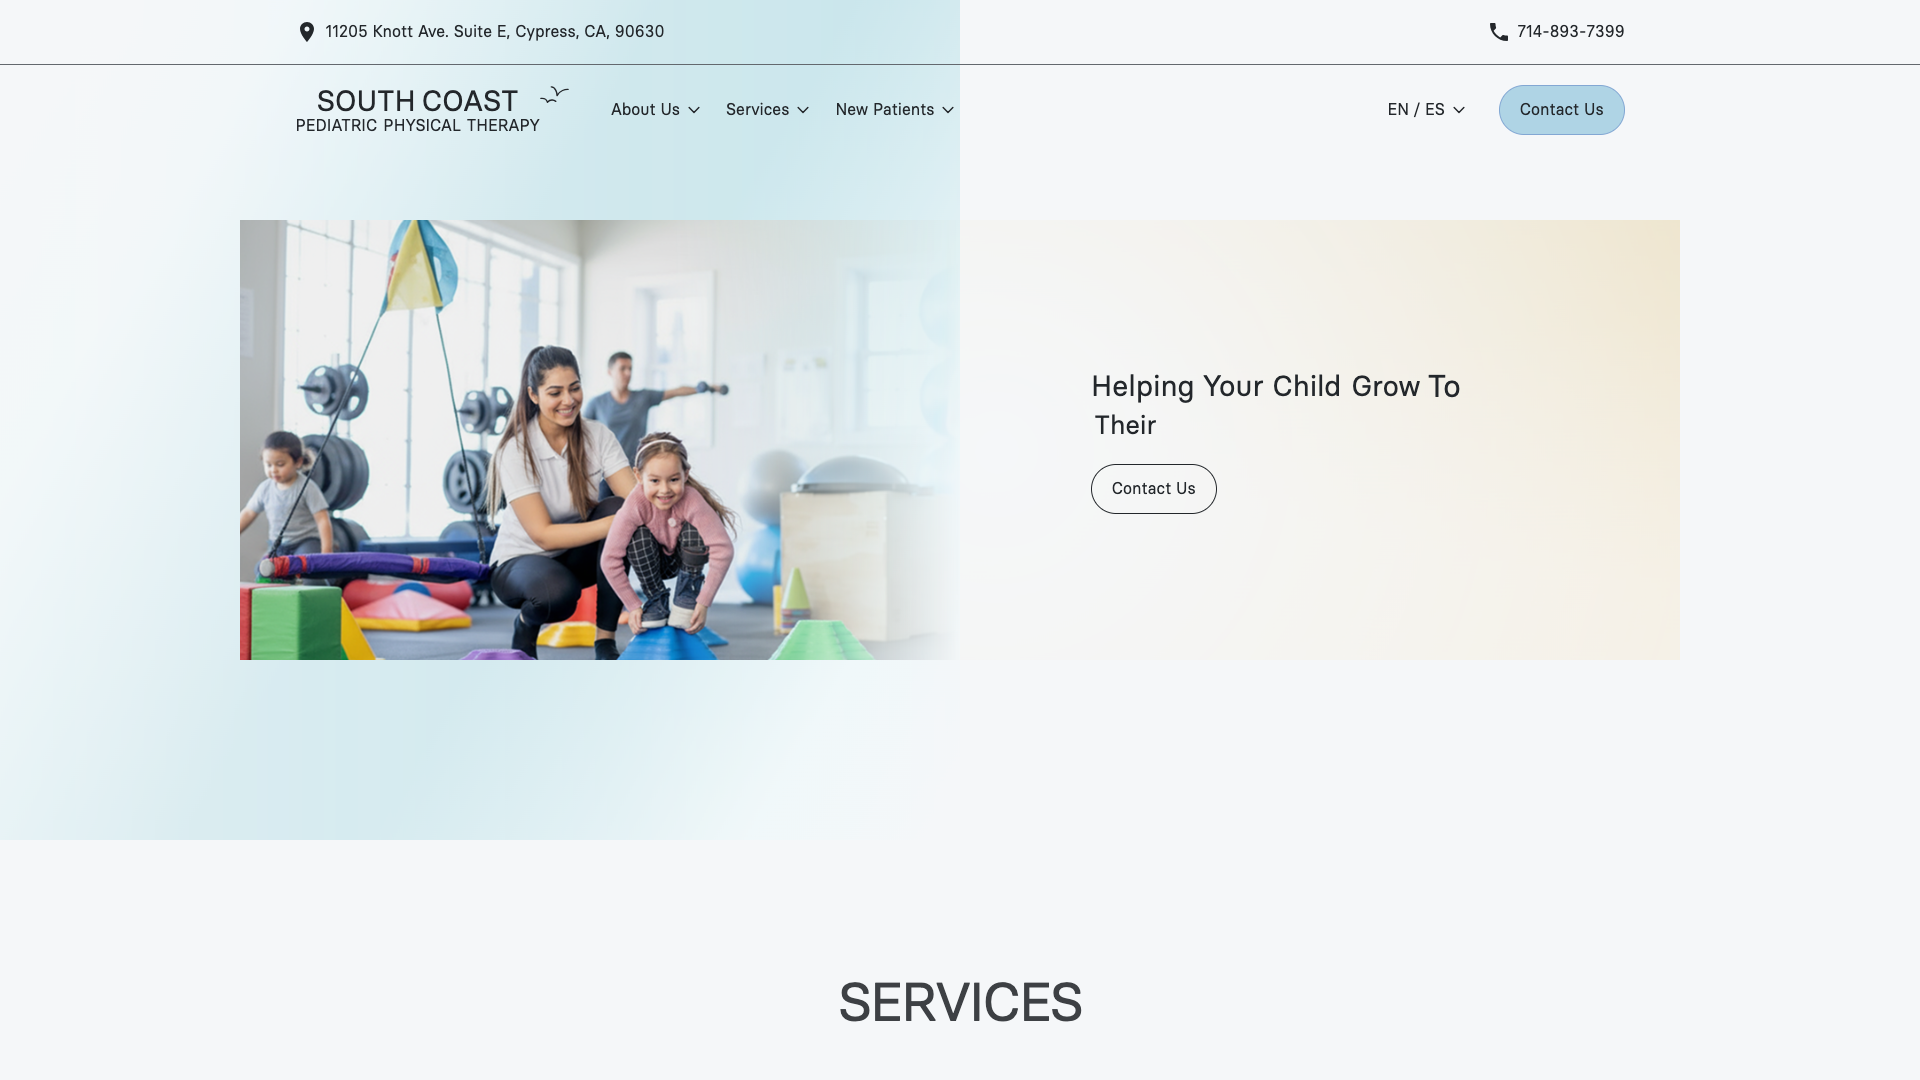 11205 Knott Ave. Suite E, Cypress, CA, 90630
714-893-7399
SOUTH COAST
PEDIATRIC PHYSICAL THERAPY
About Us
Services
New Patients
EN / ES
Contact Us
Helping Your Child Grow To
Their
Contact Us
SERVICES